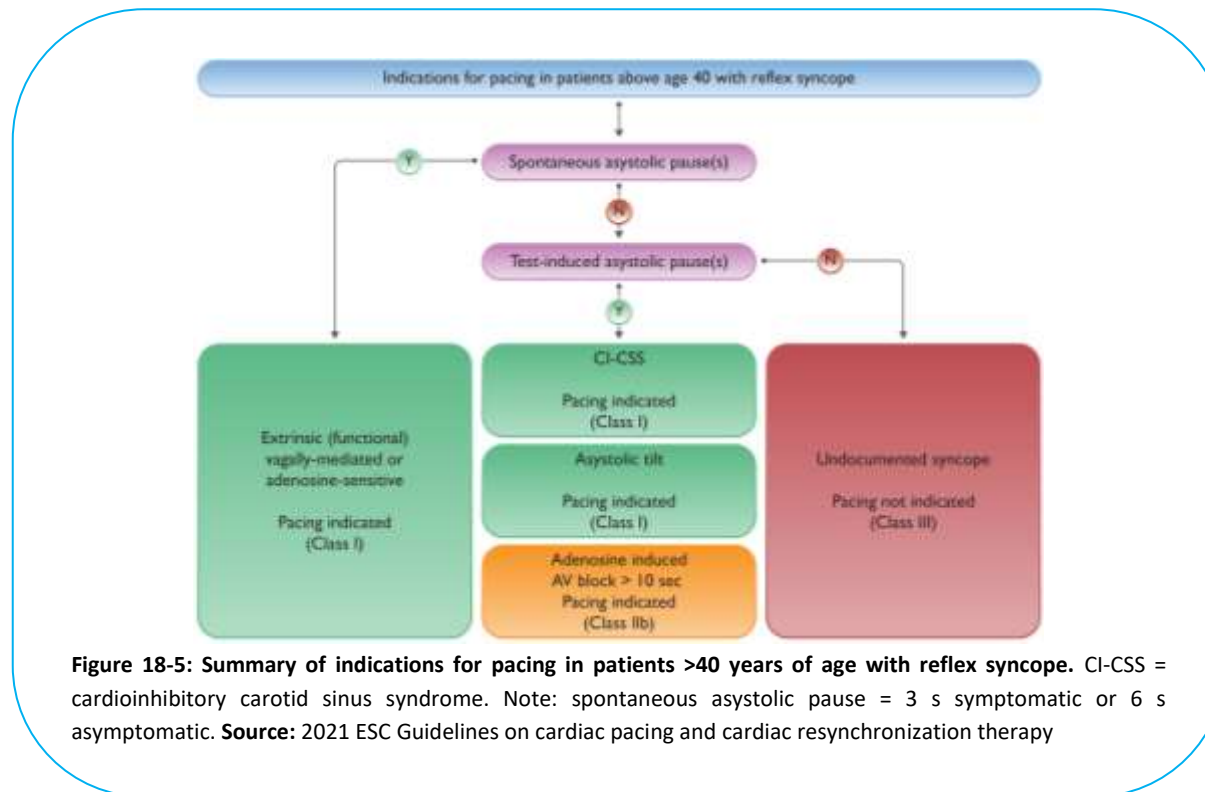 Indications for pacing in patients above age 40 with reflex syncope
Y
Spontaneous asystolic pause(s)
N
Test-induced asystolic pause(s)
N
Y
Extrinsic (functional)
vagally-mediated or
adenosine-sensitive
Pacing indicated
(Class I)
CI-CSS
Pacing indicated
(Class I)
Asystolic tilt
Pacing indicated
(Class I)
Adenosine induced
AV block > 10 sec
Pacing indicated
(Class IIb)
Undocumented syncope
Pacing not indicated
(Class III)
Figure 18-5: Summary of indications for pacing in patients >40 years of age with reflex syncope. CI-CSS =
cardioinhibitory carotid sinus syndrome. Note: spontaneous asystolic pause = 3 s symptomatic or 6 s
asymptomatic. Source: 2021 ESC Guidelines on cardiac pacing and cardiac resynchronization therapy